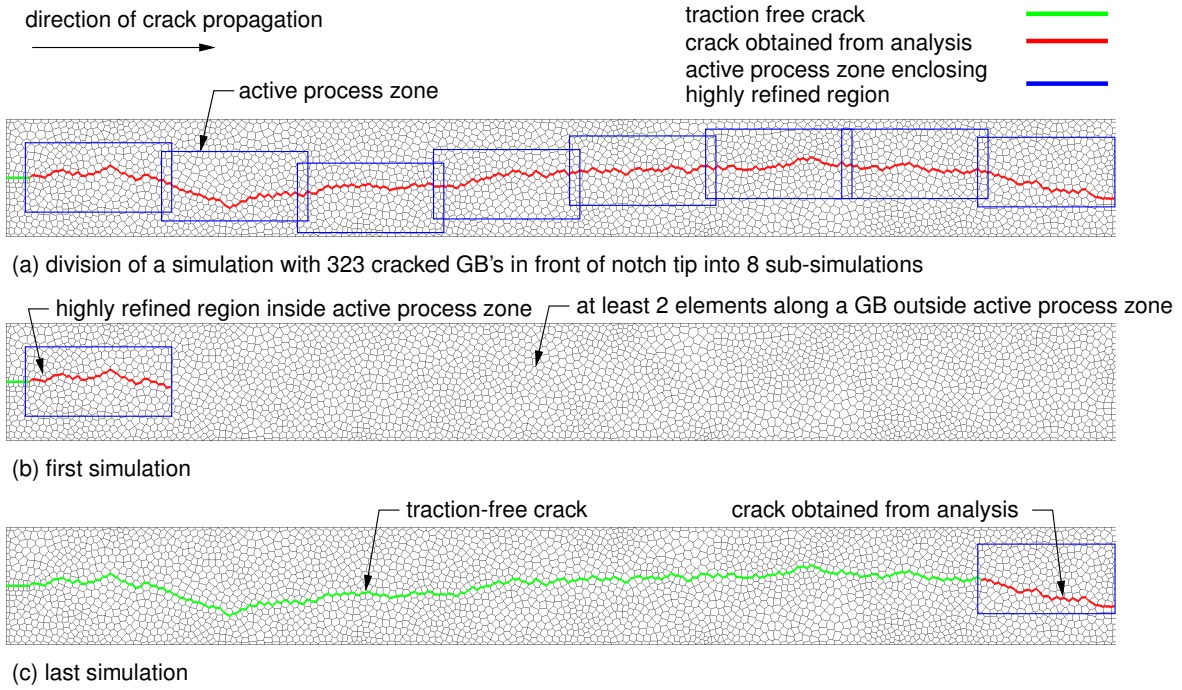 direction of crack propagation
traction free crack
crack obtained from analysis
active process zone enclosing
highly refined region
active process zone
(a) division of a simulation with 323 cracked GB's in front of notch tip into 8 sub-simulations
highly refined region inside active process zone
at least 2 elements along a GB outside active process zone
(b) first simulation
traction-free crack
crack obtained from analysis
(c) last simulation